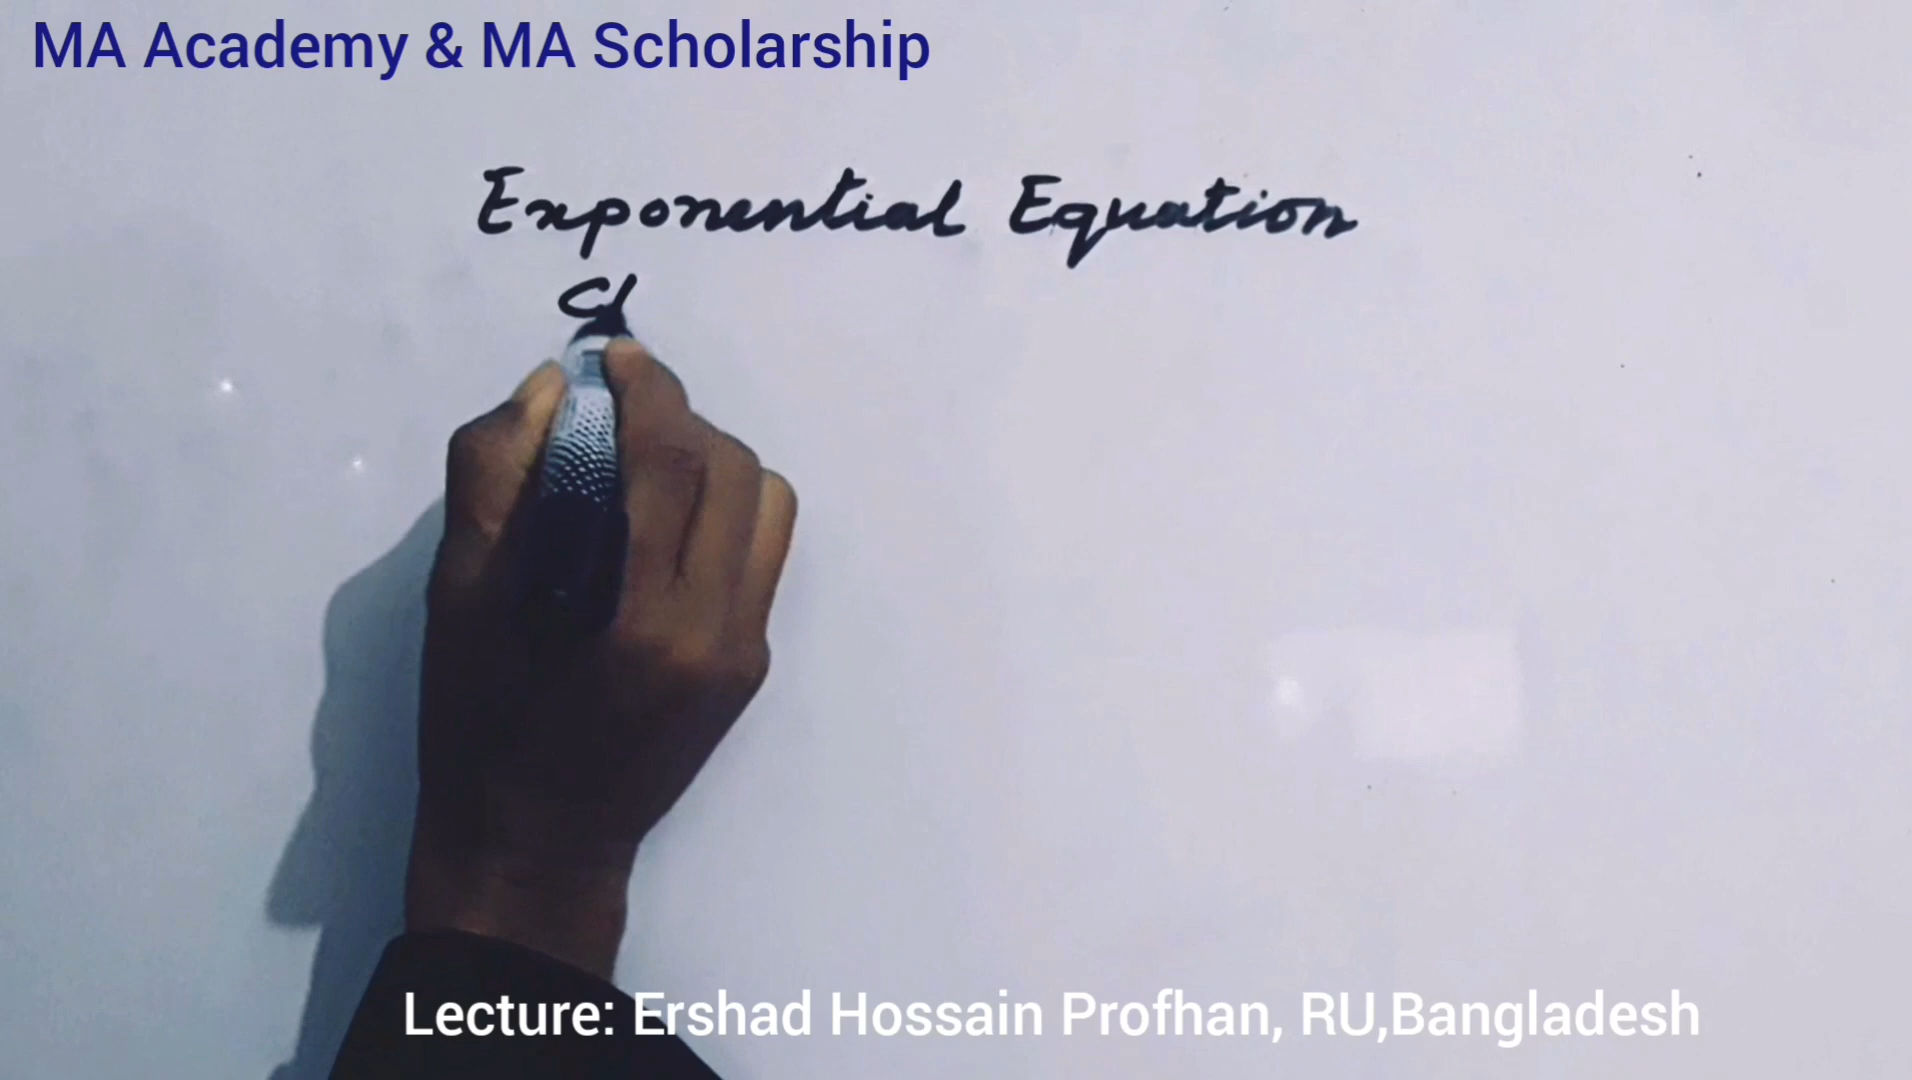 MA Academy & MA Scholarship
Exponential Equation
Lecture: Ershad Hossain Profhan, RU,Bangladesh